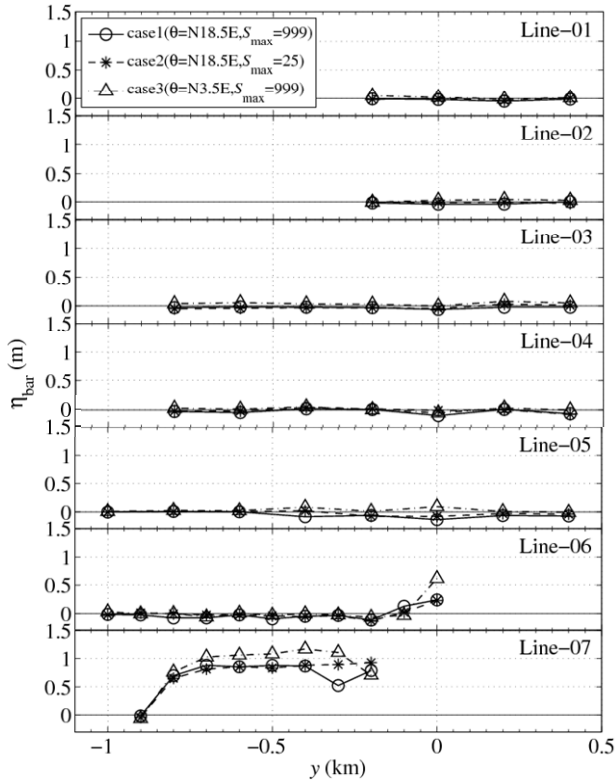 case1(θ=N18.5E,Smax=999)
case2(θ=N18.5E,Smax=25)
case3(θ=N3.5E,Smax=999)
1.5
1
0.5
0
Line−01
1.5
1
0.5
0
Line−02
1.5
1
0.5
0
Line−03
1.5
1
0.5
0
Line−04
1.5
1
0.5
0
Line−05
1.5
1
0.5
0
Line−06
1.5
1
0.5
0
Line−07
ηbar (m)
−1 −0.5 0 0.5
y (km)